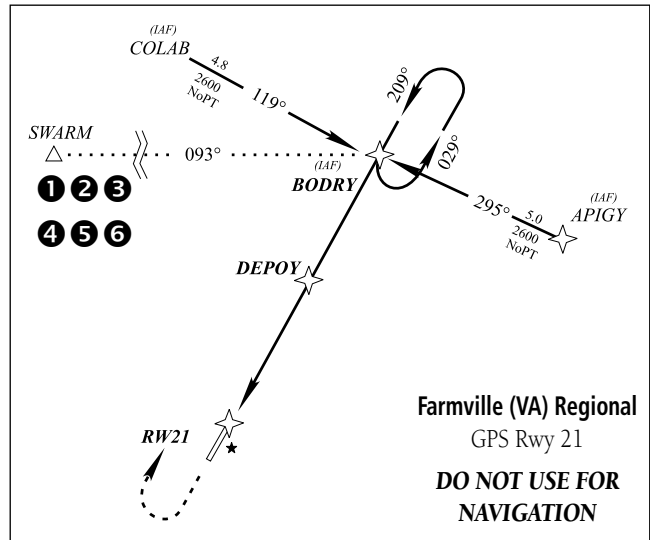 (IAF)
COLAB
4.8
2600
NoPT
119°
209°
029°
SWARM
093°
(IAF)
BODRY
1 2 3
4 5 6
295°
5.0
2600
NoPT
(IAF)
APIGY
DEPOY
RW21
Farmville (VA) Regional
GPS Rwy 21
DO NOT USE FOR
NAVIGATION